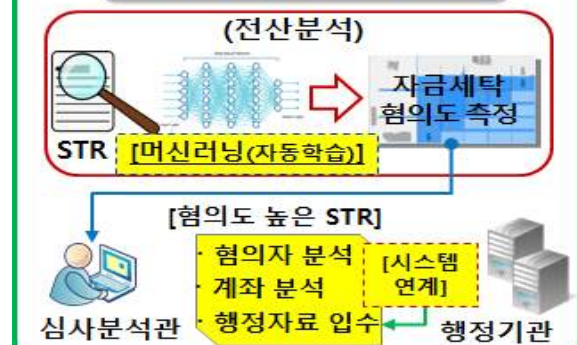 (전산분석)
자금세탁
혐의도 측정
STR
[머신러닝(자동학습)]
[혐의도 높은 STR]
· 혐의자 분석
· 계좌 분석
· 행정자료 입수
[시스템
연계]
심사분석관
행정기관